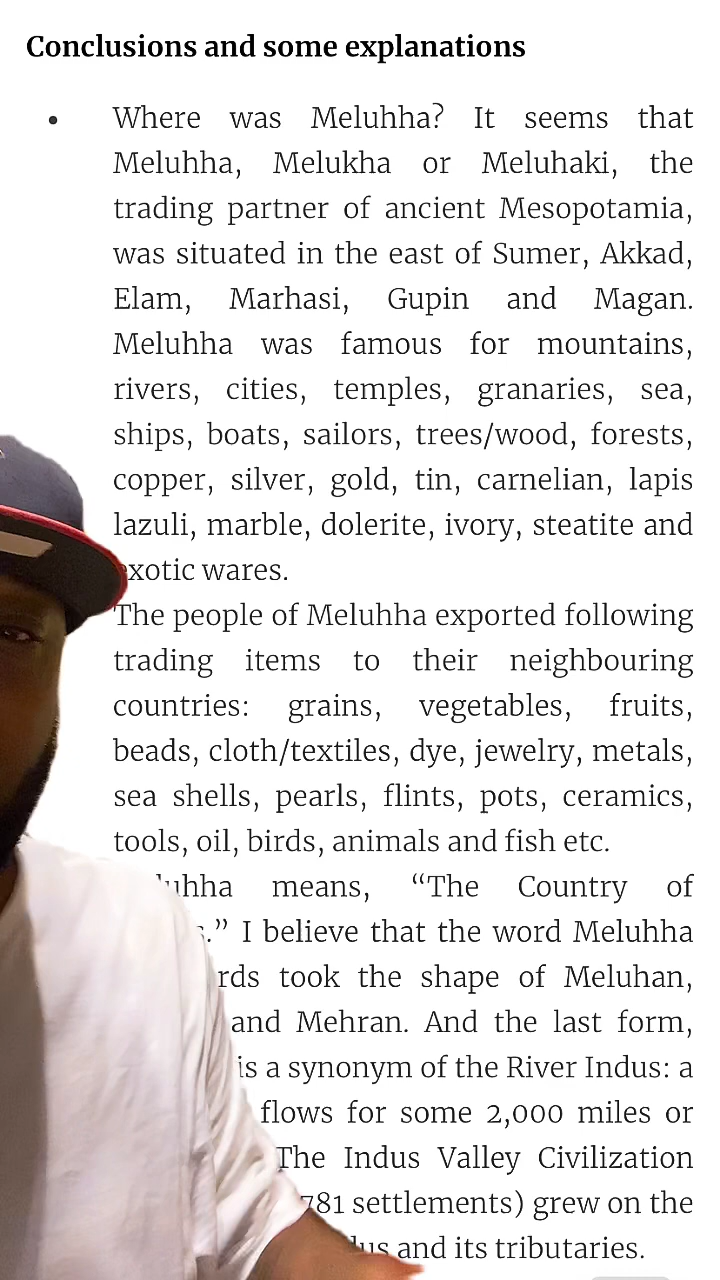 Conclusions and some explanations
• Where was Meluhha? It seems that
Meluhha, Melukha or Meluhaki, the
trading partner of ancient Mesopotamia,
was situated in the east of Sumer, Akkad,
Elam, Marhasi, Gupin and Magan.
Meluhha was famous for mountains,
rivers, cities, temples, granaries, sea,
ships, boats, sailors, trees/wood, forests,
copper, silver, gold, tin, carnelian, lapis
lazuli, marble, dolerite, ivory, steatite and
exotic wares.
The people of Meluhha exported following
trading items to their neighbouring
countries: grains, vegetables, fruits,
beads, cloth/textiles, dye, jewelry, metals,
sea shells, pearls, flints, pots, ceramics,
tools, oil, birds, animals and fish etc.
means, “The Country of
I believe that the word Meluhha
took the shape of Meluhan,
and Mehran. And the last form,
is a synonym of the River Indus: a
flows for some 2,000 miles or
The Indus Valley Civilization
settlements) grew on the
and its tributaries.